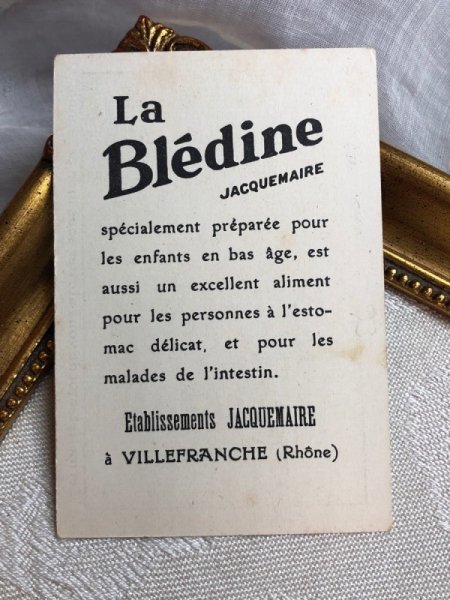 La
Blédine
JACQUEMAIRE
spécialement préparée pour
les enfants en bas âge, est
aussi un excellent aliment
pour les personnes à l'esto-
mac délicat, et pour les
malades de l'intestin.
Etablissements JACQUEMAIRE
à VILLEFRANCHE (Rhône)